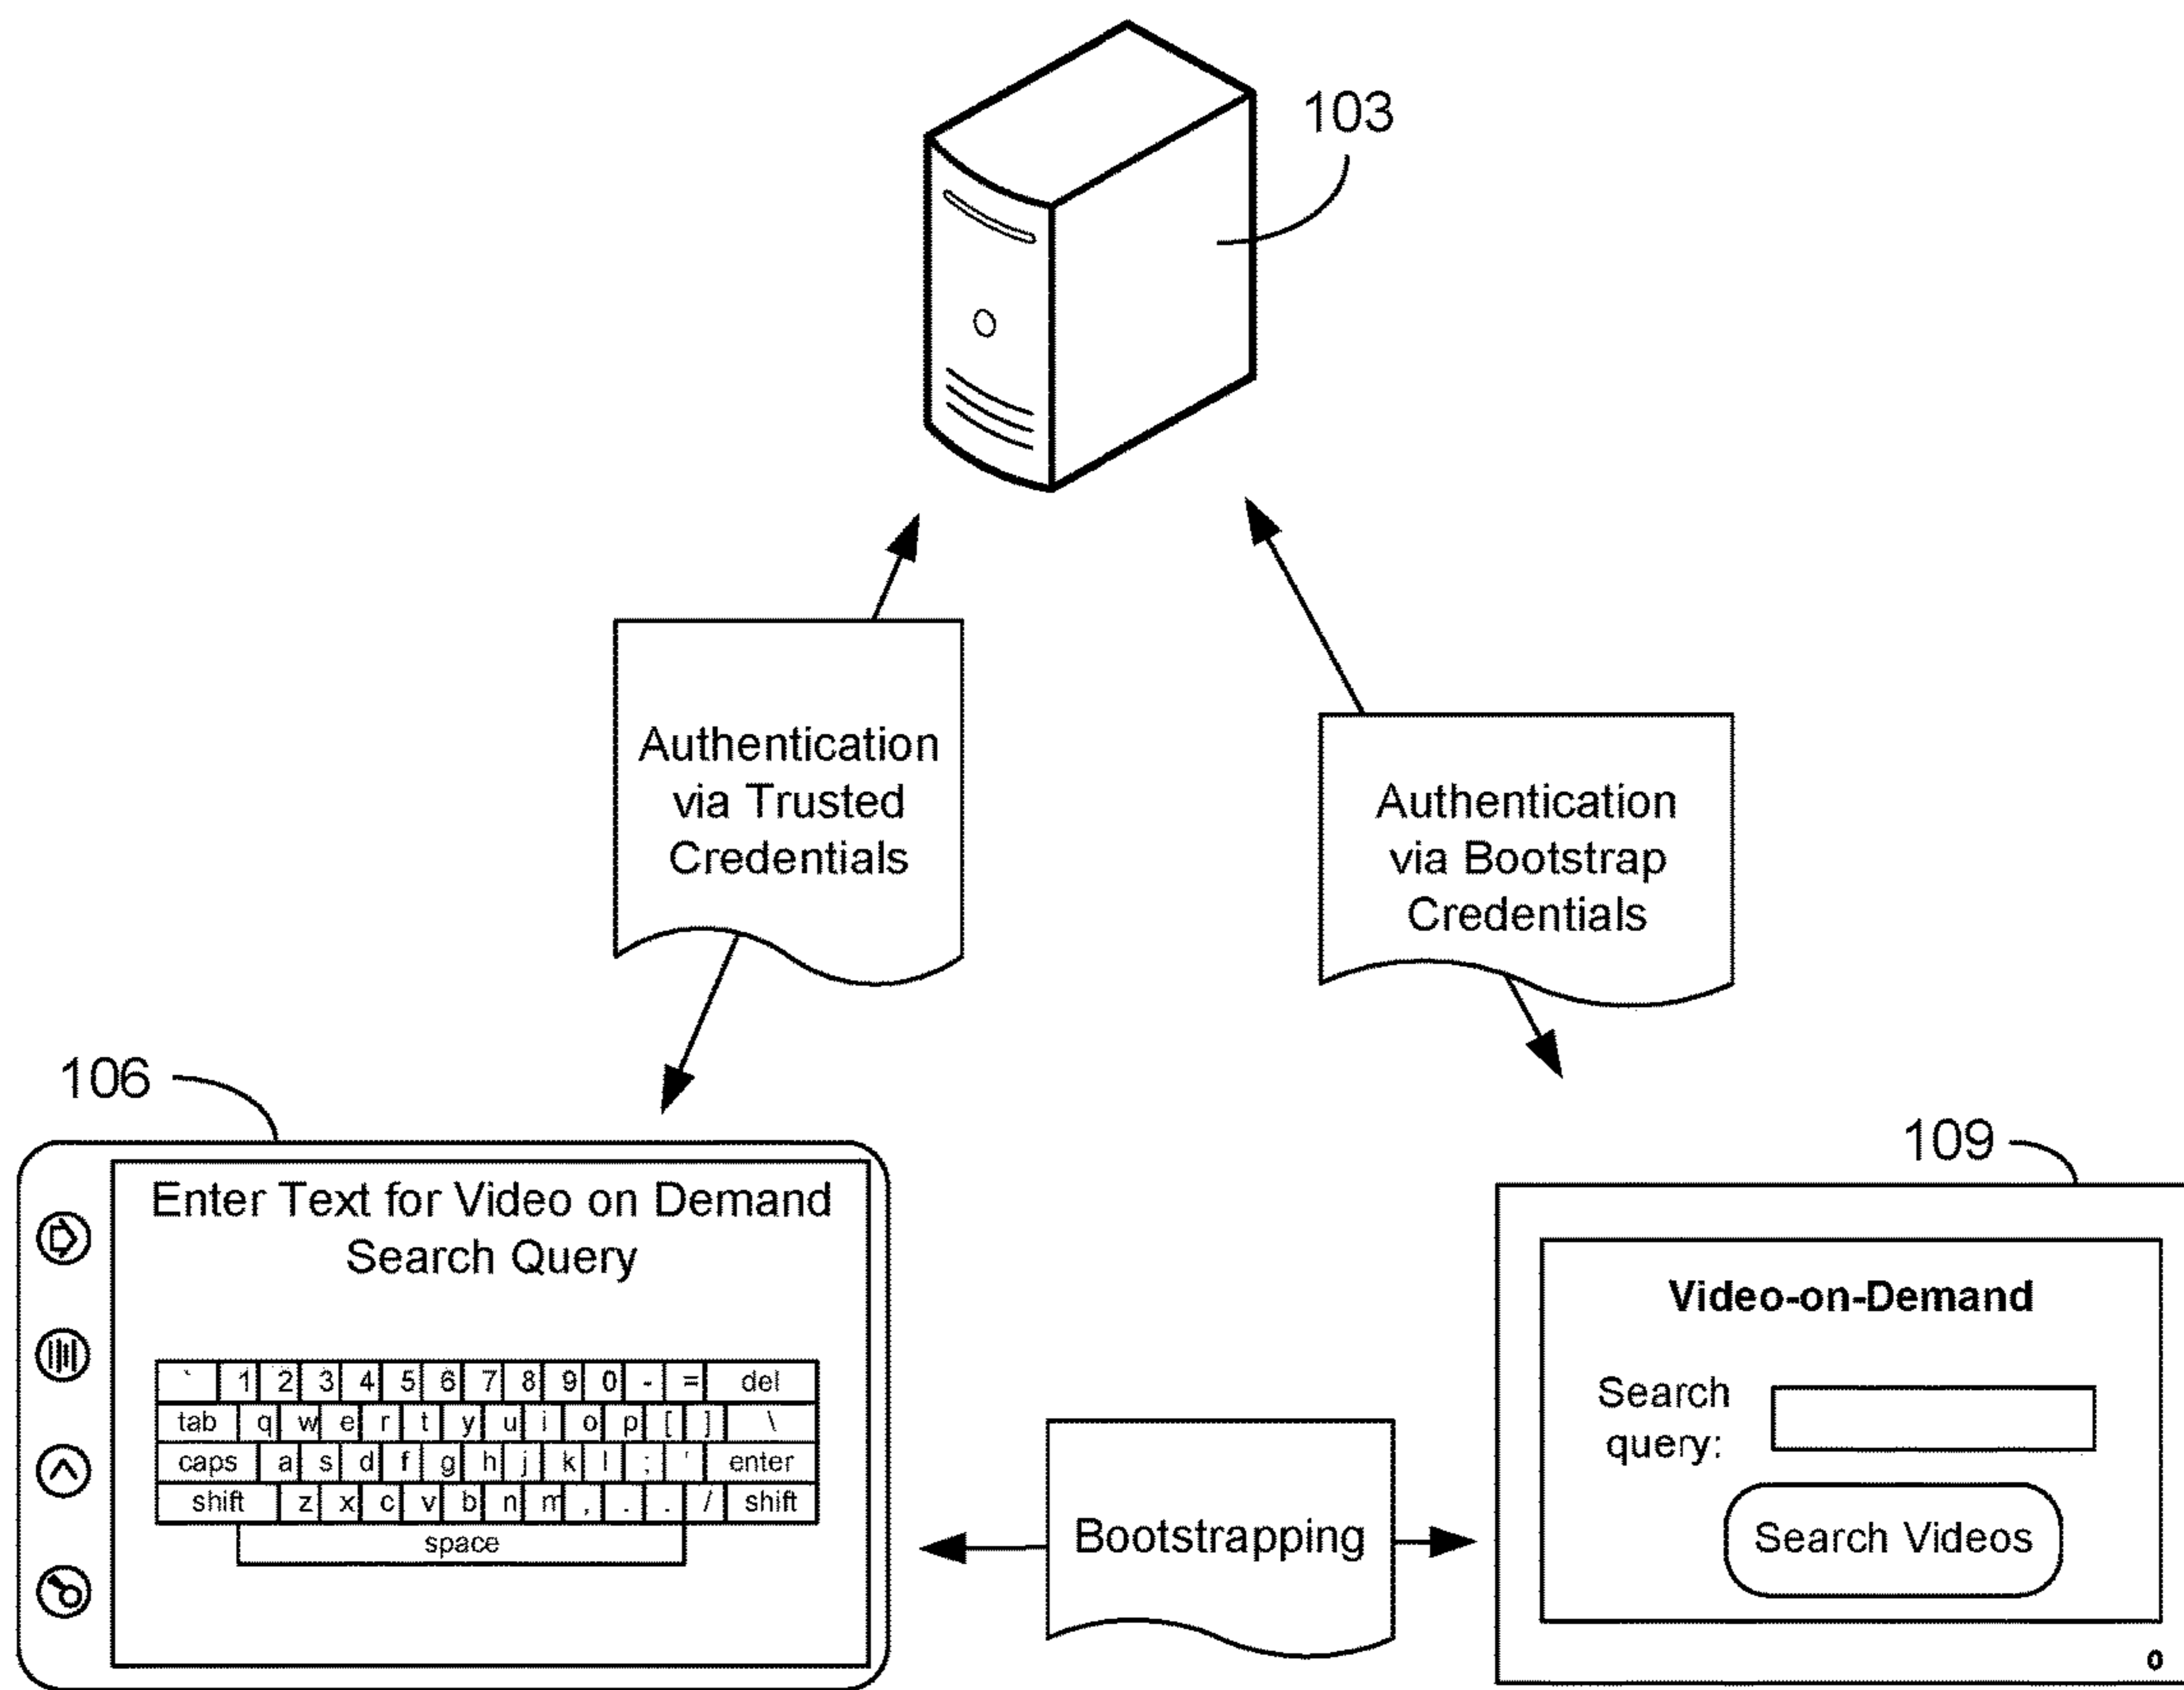 103
Authentication
via Trusted
Credentials
Authentication
via Bootstrap
Credentials
106
109
Enter Text for Video on Demand
Search Query
` 1 2 3 4 5 6 7 8 9 0 - = del
tab q w e r t y u i o p [ ] \
caps a s d f g h j k l ; ' enter
shift z x c v b n m , . . / shift
space
Bootstrapping
Video-on-Demand
Search
query:
Search Videos